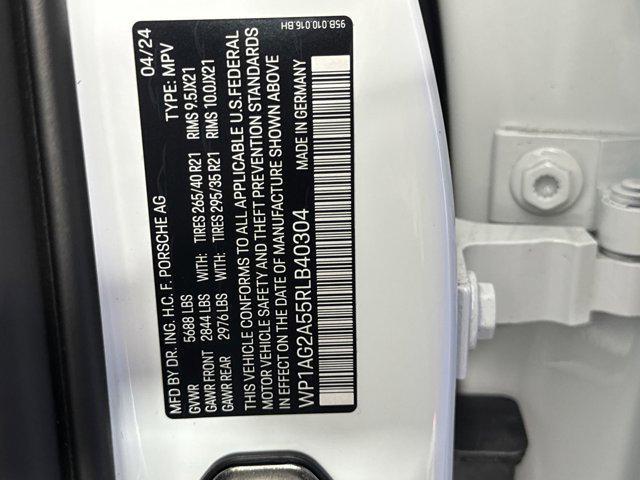 MFD BY DR. ING. H.C. F. PORSCHE AG 04/24
GVWR 5688 LBS TYPE: MPV
GAWR FRONT 2844 LBS WITH: TIRES 265/40 R21 RIMS 9.5JX21
GAWR REAR 2976 LBS WITH: TIRES 295/35 R21 RIMS 10.0JX21
THIS VEHICLE CONFORMS TO ALL APPLICABLE U.S. FEDERAL
MOTOR VEHICLE SAFETY AND THEFT PREVENTION STANDARDS
IN EFFECT ON THE DATE OF MANUFACTURE SHOWN ABOVE
WP1AG2A55RLB40304 MADE IN GERMANY
95B.010.016.BH